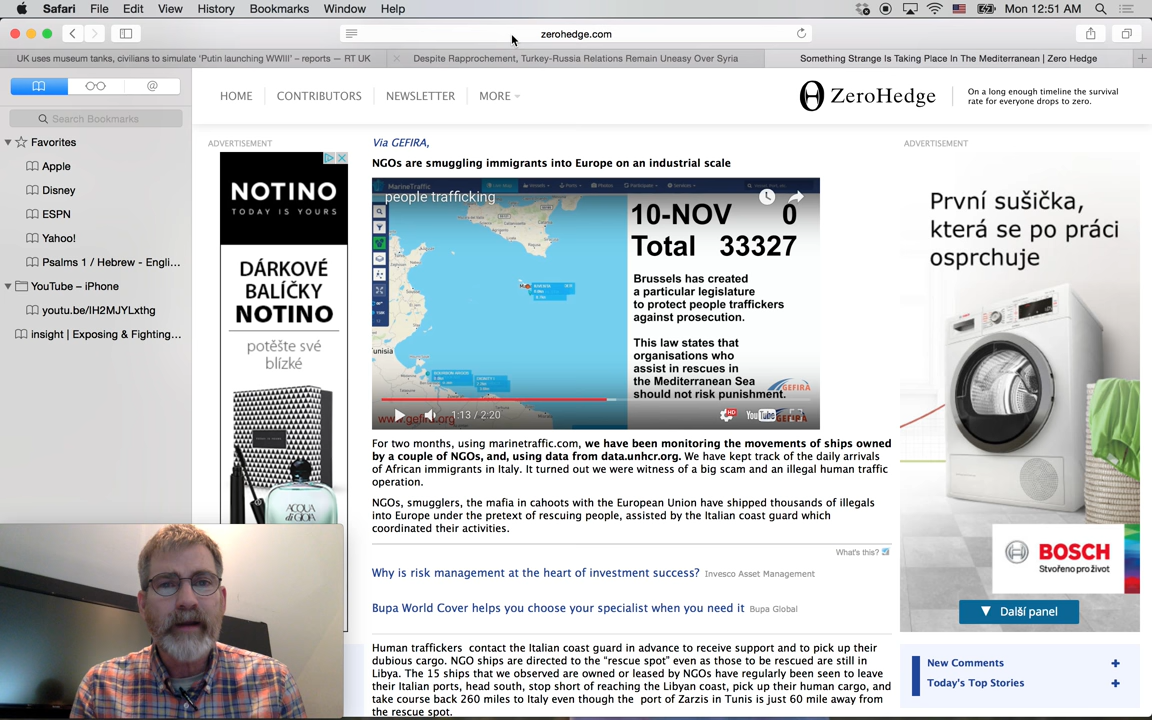 Safari File Edit View History Bookmarks Window Help
Mon 12:51 AM
zerohedge.com
UK uses museum tanks, civilians to simulate 'Putin launching WWIII' – reports — RT UK
Despite Rapprochement, Turkey-Russia Relations Remain Uneasy Over Syria
Something Strange Is Taking Place In The Mediterranean | Zero Hedge
Search Bookmarks
Favorites
Apple
Disney
ESPN
Yahoo!
Psalms 1 / Hebrew - Engli...
YouTube – iPhone
youtu.be/IH2MJYLxthg
insight | Exposing & Fighting...
HOME CONTRIBUTORS NEWSLETTER MORE
ZeroHedge
On a long enough timeline the survival
rate for everyone drops to zero.
ADVERTISEMENT
NOTINO
TODAY IS YOURS
DÁRKOVÉ
BALÍČKY
NOTINO
potěšte své
blízké
ACQUA
di GIOIA
Via GEFIRA,
NGOs are smuggling immigrants into Europe on an industrial scale
MarineTraffic
people trafficking
10-NOV 0
Total 33327
Brussels has created
a particular legislature
to protect people traffickers
against prosecution.
This law states that
organisations who
assist in rescues in
the Mediterranean Sea
should not risk punishment.
unisia
GEFIRA
www.gefira.org
1:13 / 2:20
HD
YouTube
For two months, using marinetraffic.com, we have been monitoring the movements of ships owned
by a couple of NGOs, and, using data from data.unhcr.org. We have kept track of the daily arrivals
of African immigrants in Italy. It turned out we were witness of a big scam and an illegal human traffic
operation.
NGOs, smugglers, the mafia in cahoots with the European Union have shipped thousands of illegals
into Europe under the pretext of rescuing people, assisted by the Italian coast guard which
coordinated their activities.
What's this?
Why is risk management at the heart of investment success? Invesco Asset Management
Bupa World Cover helps you choose your specialist when you need it Bupa Global
Human traffickers contact the Italian coast guard in advance to receive support and to pick up their
dubious cargo. NGO ships are directed to the "rescue spot" even as those to be rescued are still in
Libya. The 15 ships that we observed are owned or leased by NGOs have regularly been seen to leave
their Italian ports, head south, stop short of reaching the Libyan coast, pick up their human cargo, and
take course back 260 miles to Italy even though the port of Zarzis in Tunis is just 60 mile away from
the rescue spot.
ADVERTISEMENT
První sušička,
která se po práci
osprchuje
BOSCH
Stvořeno pro život
Další panel
New Comments +
Today's Top Stories +